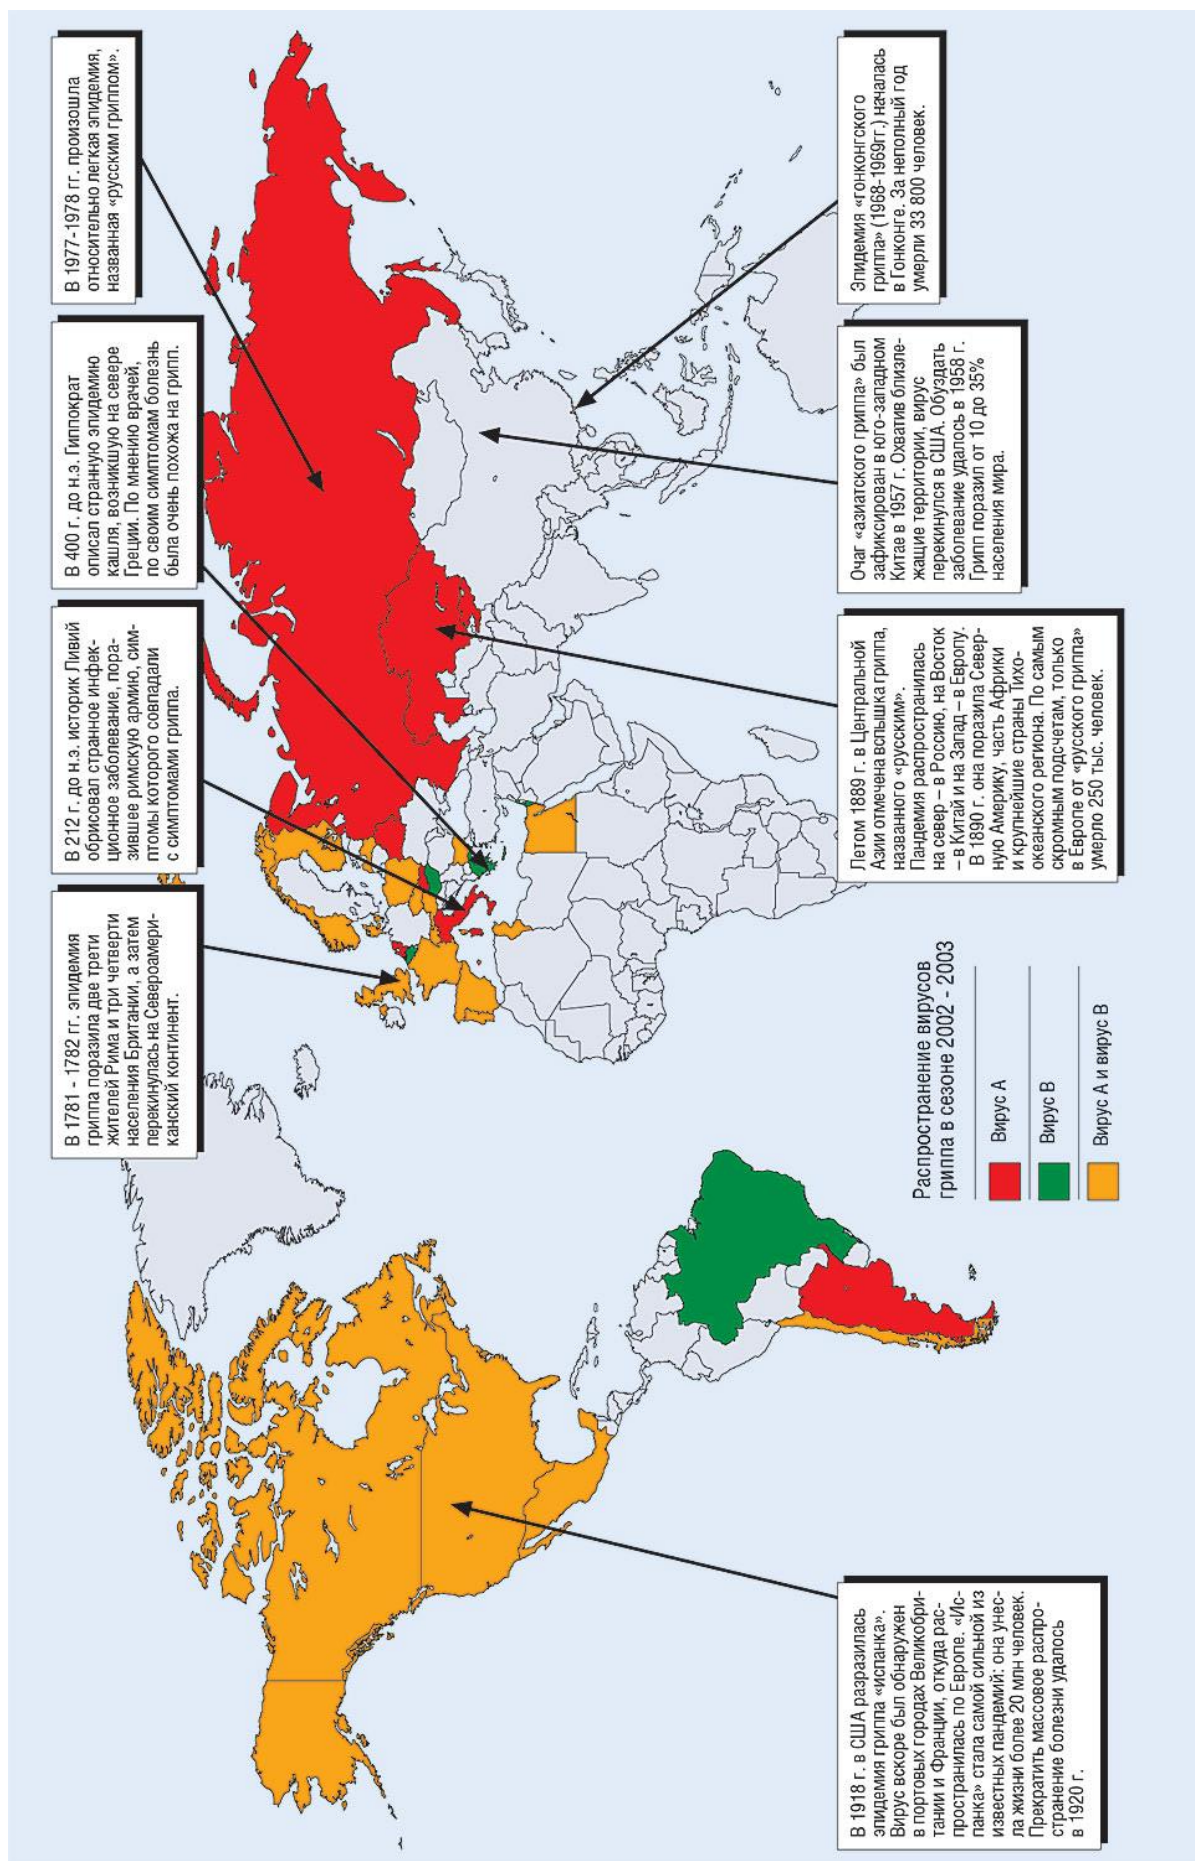 В 1781 - 1782 гг. эпидемия
гриппа поразила две трети
жителей Рима и три четверти
населения Британии, а затем
перекинулась на Североамери-
канский континент.
В 212 г. до н.э. историк Ливий
обрисовал странное инфек-
ционное заболевание, пора-
зившее римскую армию, сим-
птомы которого совпадали
с симптомами гриппа.
В 400 г. до н.э. Гиппократ
описал странную эпидемию
кашля, возникшую на севере
Греции. По мнению врачей,
по своим симптомам болезнь
была очень похожа на грипп.
В 1977-1978 гг. произошла
относительно легкая эпидемия,
названная «русским гриппом».
В 1918 г. в США разразилась
эпидемия гриппа «испанка».
Вирус вскоре был обнаружен
в портовых городах Великобри-
тании и Франции, откуда рас-
пространилась по Европе. «Ис-
панка» стала самой сильной из
известных пандемий: она унес-
ла жизни более 20 млн человек.
Прекратить массовое распро-
странение болезни удалось
в 1920 г.
Распространение вирусов
гриппа в сезоне 2002 - 2003
Вирус А
Вирус В
Вирус А и вирус В
Летом 1889 г. в Центральной
Азии отмечена вспышка гриппа,
названного «русским».
Пандемия распространилась
на север – в Россию, на Восток
– в Китай и на Запад – в Европу.
В 1890 г. она поразила Север-
ную Америку, часть Африки
и крупнейшие страны Тихо-
океанского региона. По самым
скромным подсчетам, только
в Европе от «русского гриппа»
умерло 250 тыс. человек.
Очаг «азиатского гриппа» был
зафиксирован в юго-западном
Китае в 1957 г. Охватив близле-
жащие территории, вирус
перекинулся в США. Обуздать
заболевание удалось в 1958 г.
Грипп поразил от 10 до 35%
населения мира.
Эпидемия «гонконгского
гриппа» (1968-1969гг.) началась
в Гонконге. За неполный год
умерли 33 800 человек.